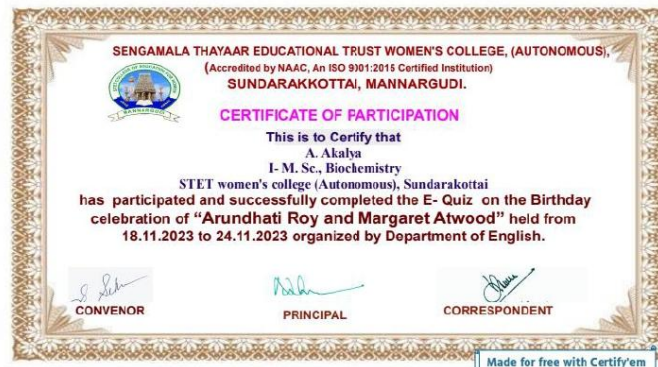 SENGAMALA THAYAAR EDUCATIONAL TRUST WOMEN'S COLLEGE, (AUTONOMOUS),
(Accredited by NAAC, An ISO 9001:2015 Certified Institution)
SUNDARAKKOTTAI, MANNARGUDI.
CERTIFICATE OF PARTICIPATION
This is to Certify that
A. Akalya
I- M. Sc., Biochemistry
STET women's college (Autonomous), Sundarakottai
has participated and successfully completed the E- Quiz on the Birthday
celebration of “Arundhati Roy and Margaret Atwood” held from
18.11.2023 to 24.11.2023 organized by Department of English.
CONVENOR
PRINCIPAL
CORRESPONDENT
MANNARGUDI
Made for free with Certify'em